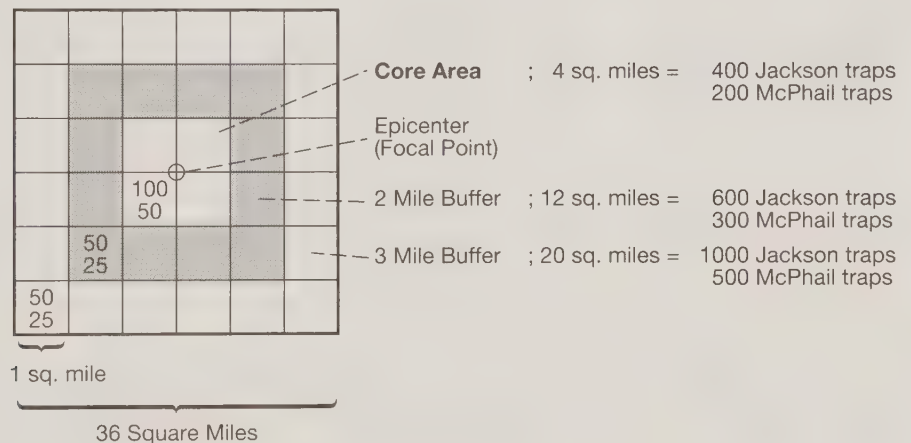 Core Area ; 4 sq. miles = 400 Jackson traps
200 McPhail traps
Epicenter
(Focal Point)
100
50
2 Mile Buffer ; 12 sq. miles = 600 Jackson traps
300 McPhail traps
50
25
3 Mile Buffer ; 20 sq. miles = 1000 Jackson traps
500 McPhail traps
50
25
1 sq. mile
36 Square Miles